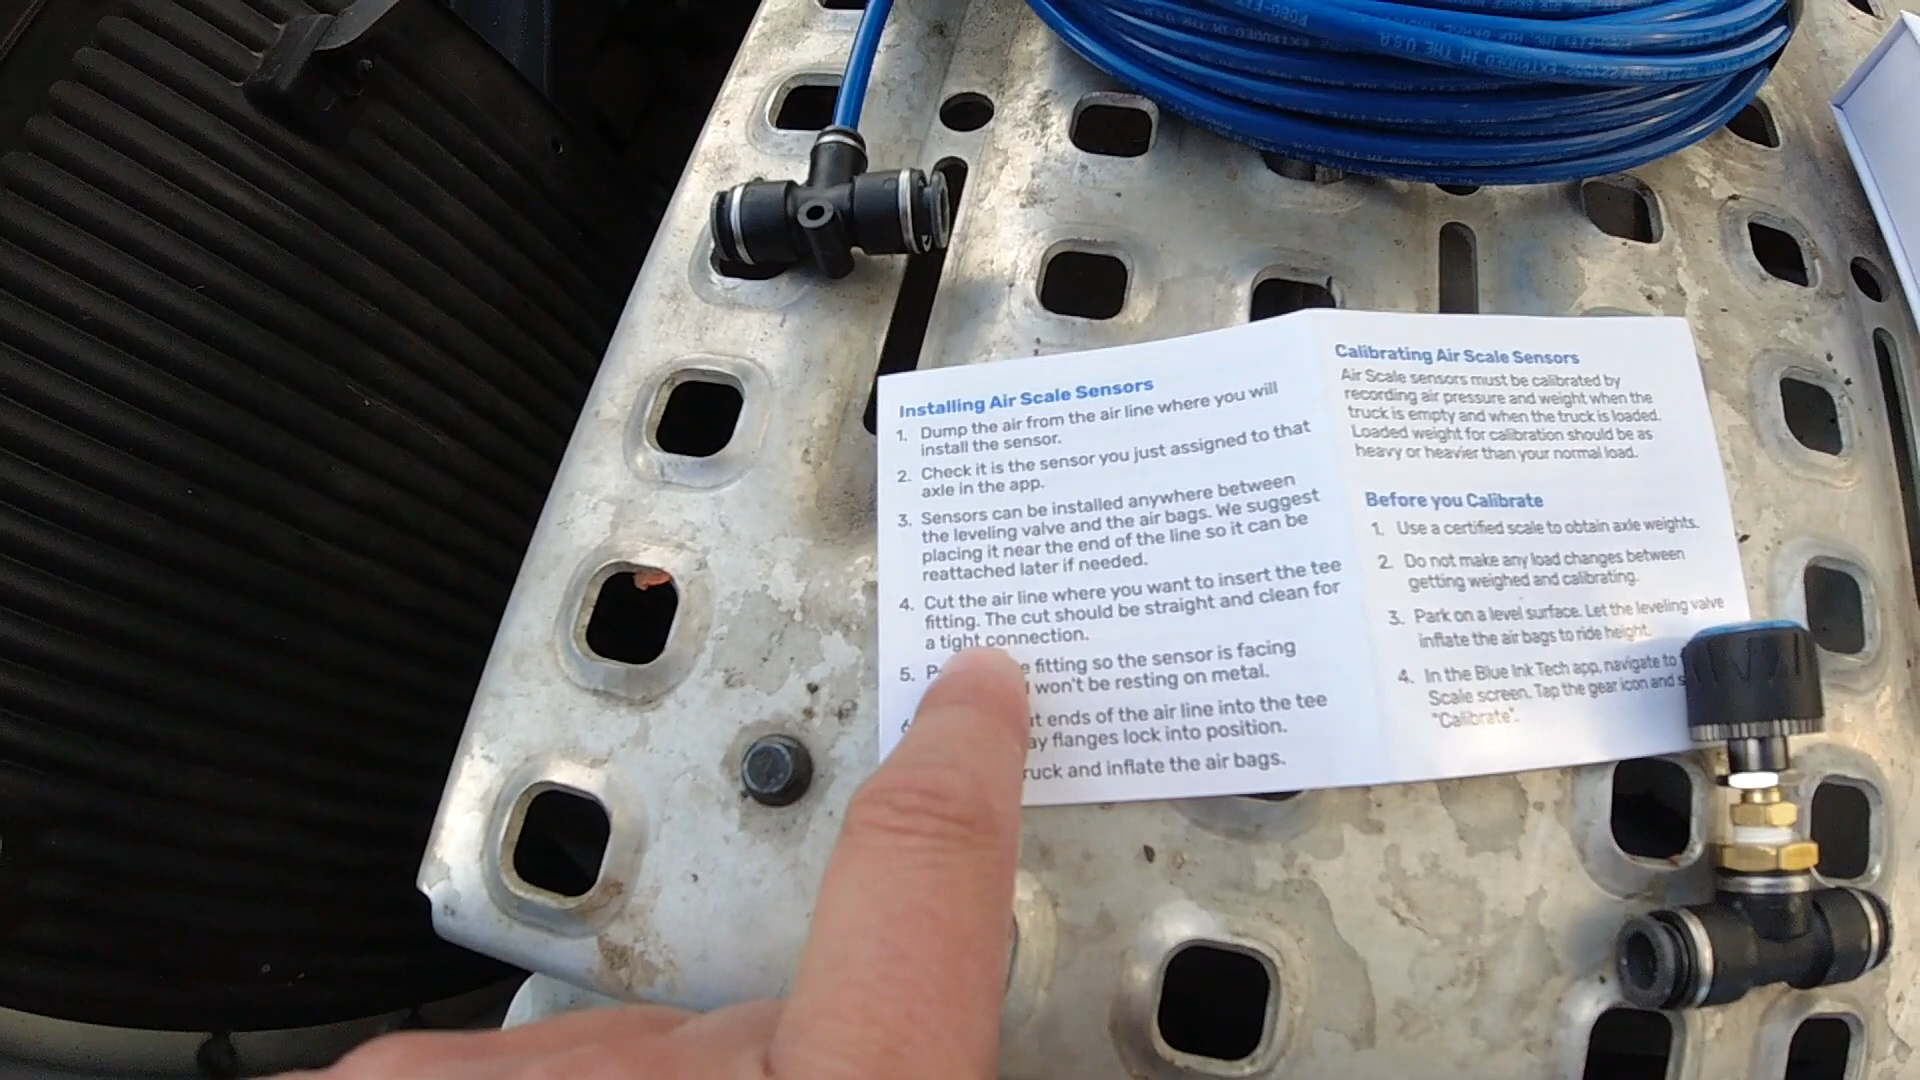 EXTRUDED IN THE U.S.A.
IN THE U.S.A.
Installing Air Scale Sensors
1. Dump the air from the air line where you will
install the sensor.
2. Check it is the sensor you just assigned to that
axle in the app.
3. Sensors can be installed anywhere between
the leveling valve and the air bags. We suggest
placing it near the end of the line so it can be
reattached later if needed.
4. Cut the air line where you want to insert the tee
fitting. The cut should be straight and clean for
a tight connection.
5. fitting so the sensor is facing
won't be resting on metal.
ends of the air line into the tee
flanges lock into position.
and inflate the air bags.
Calibrating Air Scale Sensors
Air Scale sensors must be calibrated by
recording air pressure and weight when the
truck is empty and when the truck is loaded.
Loaded weight for calibration should be as
heavy or heavier than your normal load.
Before you Calibrate
1. Use a certified scale to obtain axle weights.
2. Do not make any load changes between
getting weighed and calibrating.
3. Park on a level surface. Let the leveling valve
inflate the air bags to ride height.
4. In the Blue Ink Tech app, navigate to
Scale screen. Tap the gear icon and
"Calibrate".